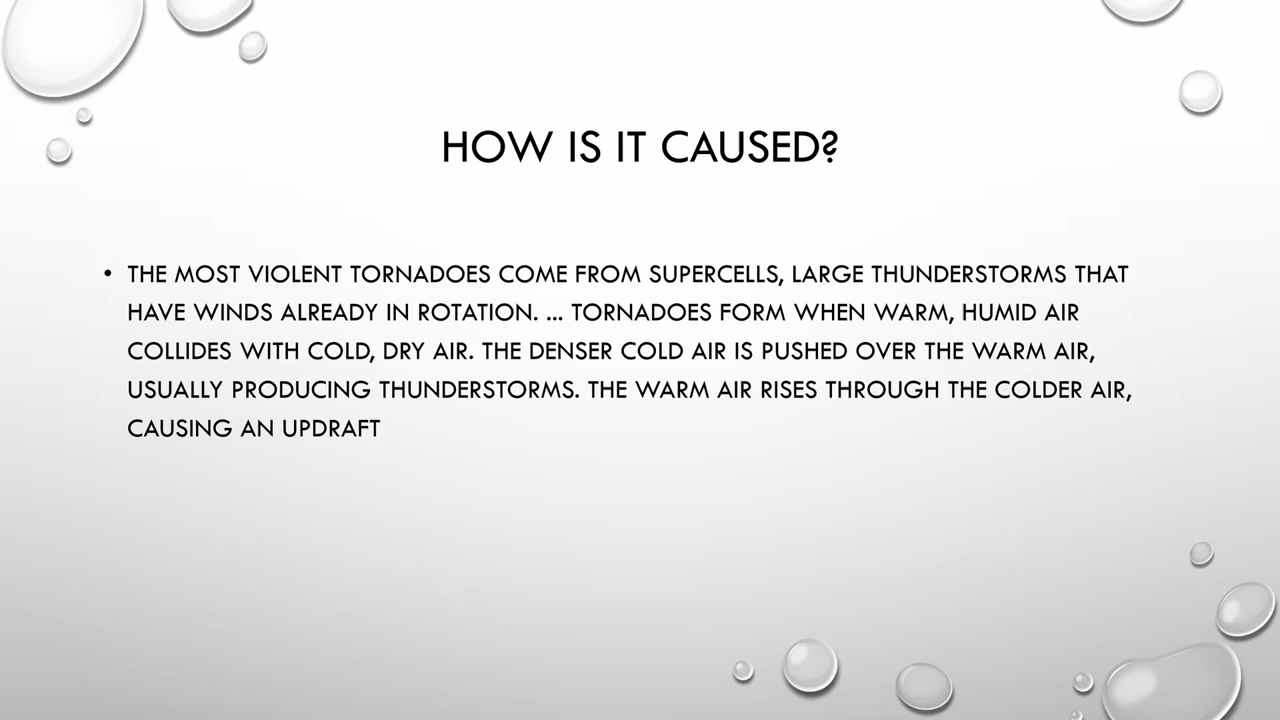 HOW IS IT CAUSED?
• THE MOST VIOLENT TORNADOES COME FROM SUPERCELLS, LARGE THUNDERSTORMS THAT
HAVE WINDS ALREADY IN ROTATION. ... TORNADOES FORM WHEN WARM, HUMID AIR
COLLIDES WITH COLD, DRY AIR. THE DENSER COLD AIR IS PUSHED OVER THE WARM AIR,
USUALLY PRODUCING THUNDERSTORMS. THE WARM AIR RISES THROUGH THE COLDER AIR,
CAUSING AN UPDRAFT